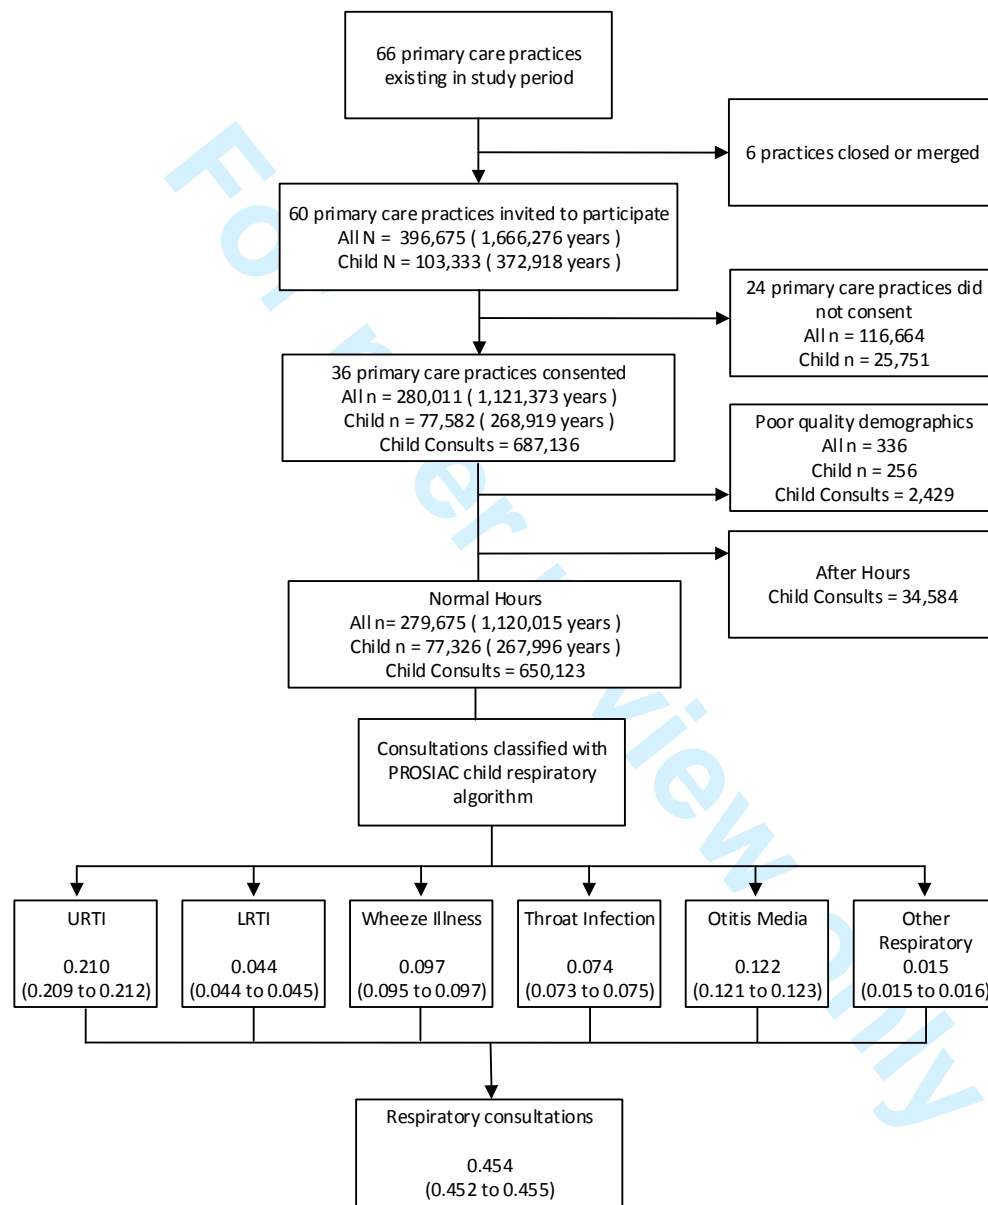 66 primary care practices
existing in study period
6 practices closed or merged
60 primary care practices invited to participate
All N = 396,675 ( 1,666,276 years )
Child N = 103,333 ( 372,918 years )
24 primary care practices did
not consent
All n = 116,664
Child n = 25,751
36 primary care practices consented
All n = 280,011 ( 1,121,373 years )
Child n = 77,582 ( 268,919 years )
Child Consults = 687,136
Poor quality demographics
All n = 336
Child n = 256
Child Consults = 2,429
After Hours
Child Consults = 34,584
Normal Hours
All n= 279,675 ( 1,120,015 years )
Child n = 77,326 ( 267,996 years )
Child Consults = 650,123
Consultations classified with
PROSIAC child respiratory
algorithm
URTI
0.210
(0.209 to 0.212)
LRTI
0.044
(0.044 to 0.045)
Wheeze Illness
0.097
(0.095 to 0.097)
Throat Infection
0.074
(0.073 to 0.075)
Otitis Media
0.122
(0.121 to 0.123)
Other
Respiratory
0.015
(0.015 to 0.016)
Respiratory consultations
0.454
(0.452 to 0.455)
For peer review only